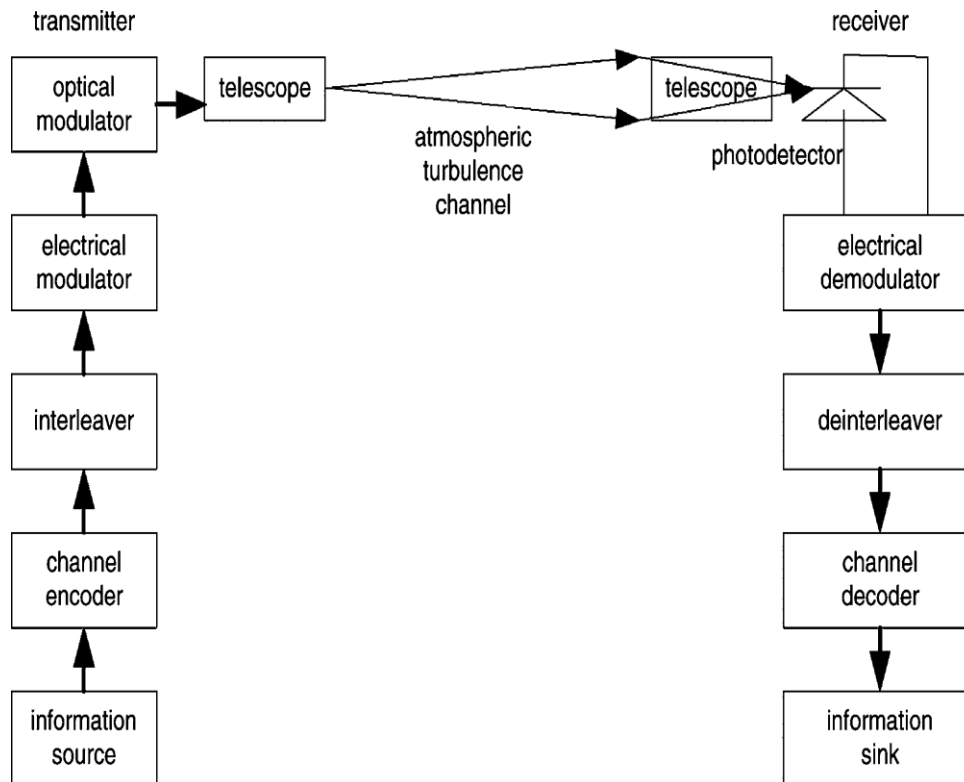 transmitter
receiver
optical
modulator
telescope
telescope
atmospheric
turbulence
channel
photodetector
electrical
modulator
electrical
demodulator
interleaver
deinterleaver
channel
encoder
channel
decoder
information
source
information
sink